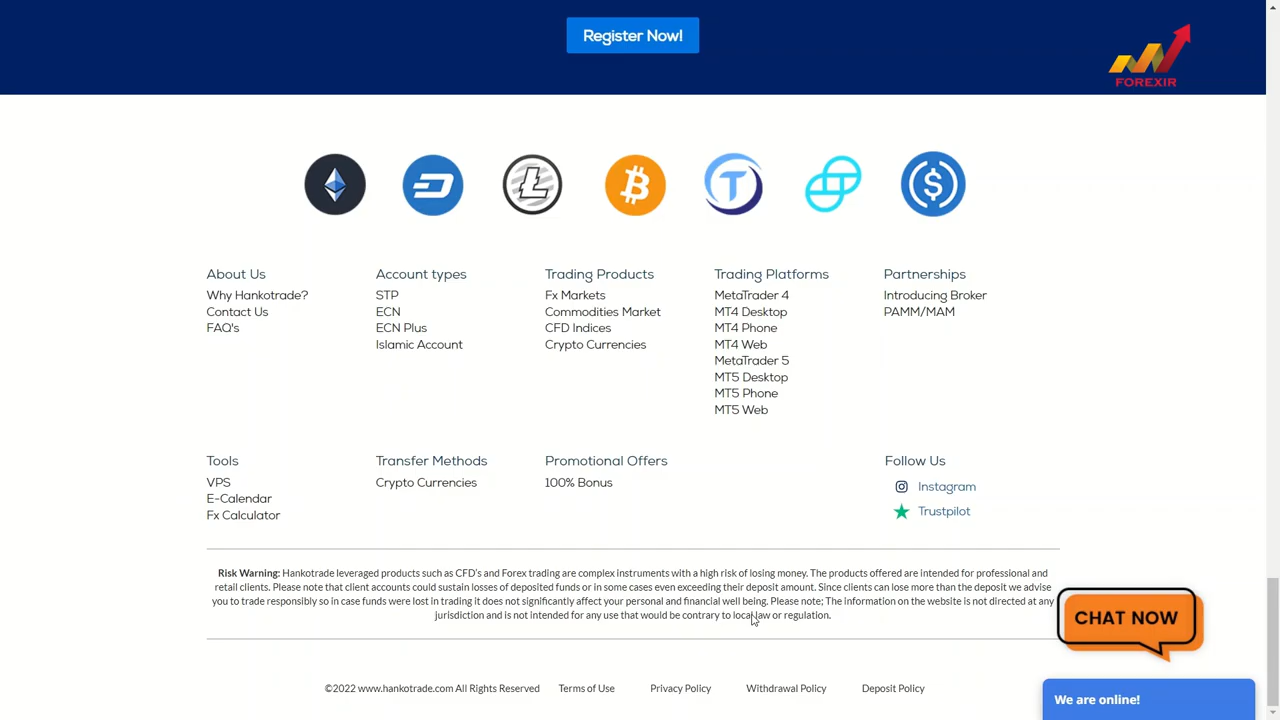 Register Now!
FOREXIR
About Us
Why Hankotrade?
Contact Us
FAQ's
Account types
STP
ECN
ECN Plus
Islamic Account
Trading Products
Fx Markets
Commodities Market
CFD Indices
Crypto Currencies
Trading Platforms
MetaTrader 4
MT4 Desktop
MT4 Phone
MT4 Web
MetaTrader 5
MT5 Desktop
MT5 Phone
MT5 Web
Partnerships
Introducing Broker
PAMM/MAM
Tools
VPS
E-Calendar
Fx Calculator
Transfer Methods
Crypto Currencies
Promotional Offers
100% Bonus
Follow Us
Instagram
Trustpilot
Risk Warning: Hankotrade leveraged products such as CFD's and Forex trading are complex instruments with a high risk of losing money. The products offered are intended for professional and
retail clients. Please note that client accounts could sustain losses of deposited funds or in some cases even exceeding their deposit amount. Since clients can lose more than the deposit we advise
you to trade responsibly so in case funds were lost in trading it does not significantly affect your personal and financial well being. Please note; The information on the website is not directed at any
jurisdiction and is not intended for any use that would be contrary to local law or regulation.
CHAT NOW
©2022 www.hankotrade.com All Rights Reserved
Terms of Use
Privacy Policy
Withdrawal Policy
Deposit Policy
We are online!